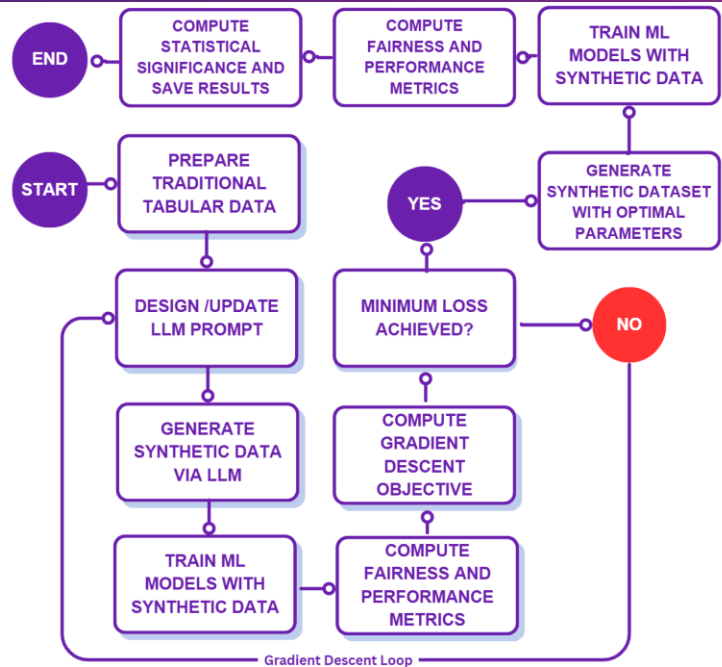 END
COMPUTE
STATISTICAL
SIGNIFICANCE AND
SAVE RESULTS
COMPUTE
FAIRNESS AND
PERFORMANCE
METRICS
TRAIN ML
MODELS WITH
SYNTHETIC DATA
START
PREPARE
TRADITIONAL
TABULAR DATA
YES
GENERATE
SYNTHETIC DATASET
WITH OPTIMAL
PARAMETERS
DESIGN /UPDATE
LLM PROMPT
MINIMUM LOSS
ACHIEVED?
NO
GENERATE
SYNTHETIC DATA
VIA LLM
COMPUTE
GRADIENT
DESCENT
OBJECTIVE
TRAIN ML
MODELS WITH
SYNTHETIC DATA
COMPUTE
FAIRNESS AND
PERFORMANCE
METRICS
Gradient Descent Loop